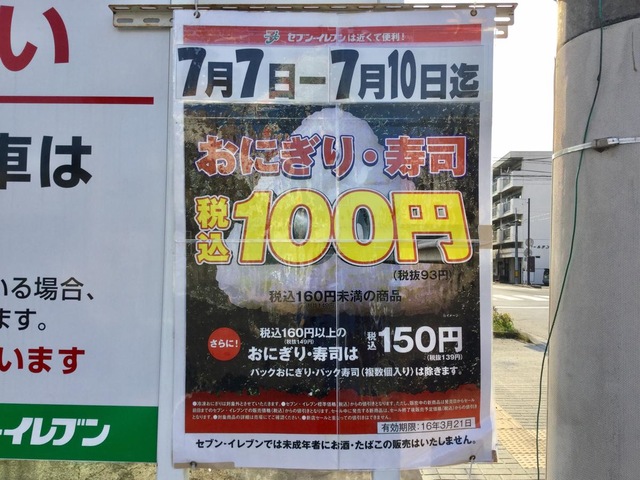 い
車は
いる場合、
ます。
います
-イレブン
セブン-イレブンは近くて便利!
7月7日ー7月10日迄
おにぎり・寿司
税込100円
(税抜93円)
税込160円未満の商品
さらに!
税込160円以上の
(税抜149円)
おにぎり・寿司は
税込150円
(税抜139円)
パックおにぎり・パック寿司(複数個入り)は除きます。
有効期限:16年3月21日
セブン-イレブンでは未成年者にお酒・たばこの販売はいたしません。